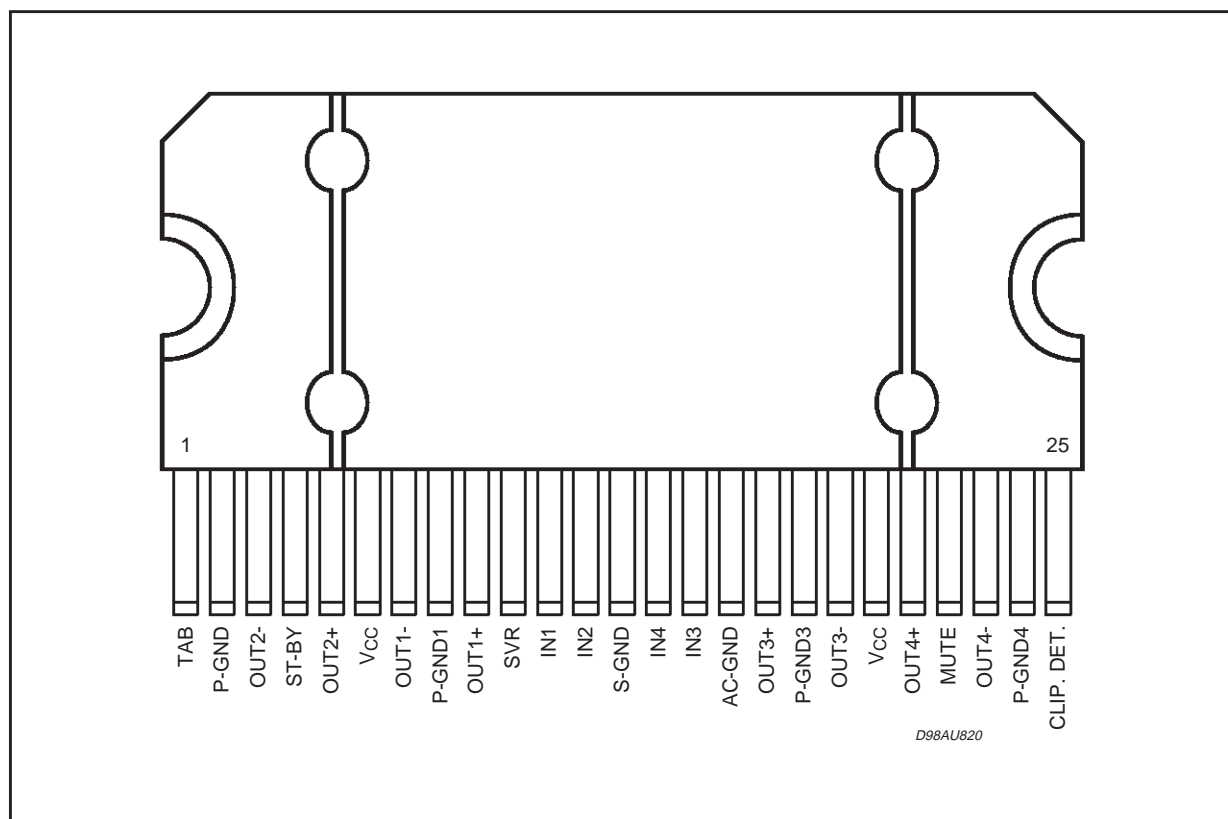 1
25
TAB
P-GND
OUT2-
ST-BY
OUT2+
VCC
OUT1-
P-GND1
OUT1+
SVR
IN1
IN2
S-GND
IN4
IN3
AC-GND
OUT3+
P-GND3
OUT3-
VCC
OUT4+
MUTE
OUT4-
P-GND4
CLIP. DET.
D98AU820